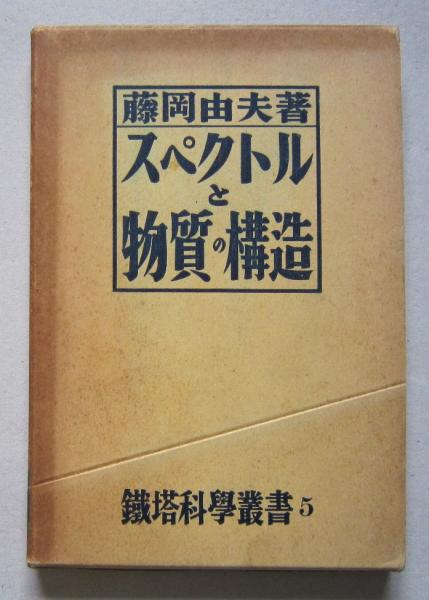 藤岡由夫著
スペクトル
と
物質の構造
鐵塔科學叢書5